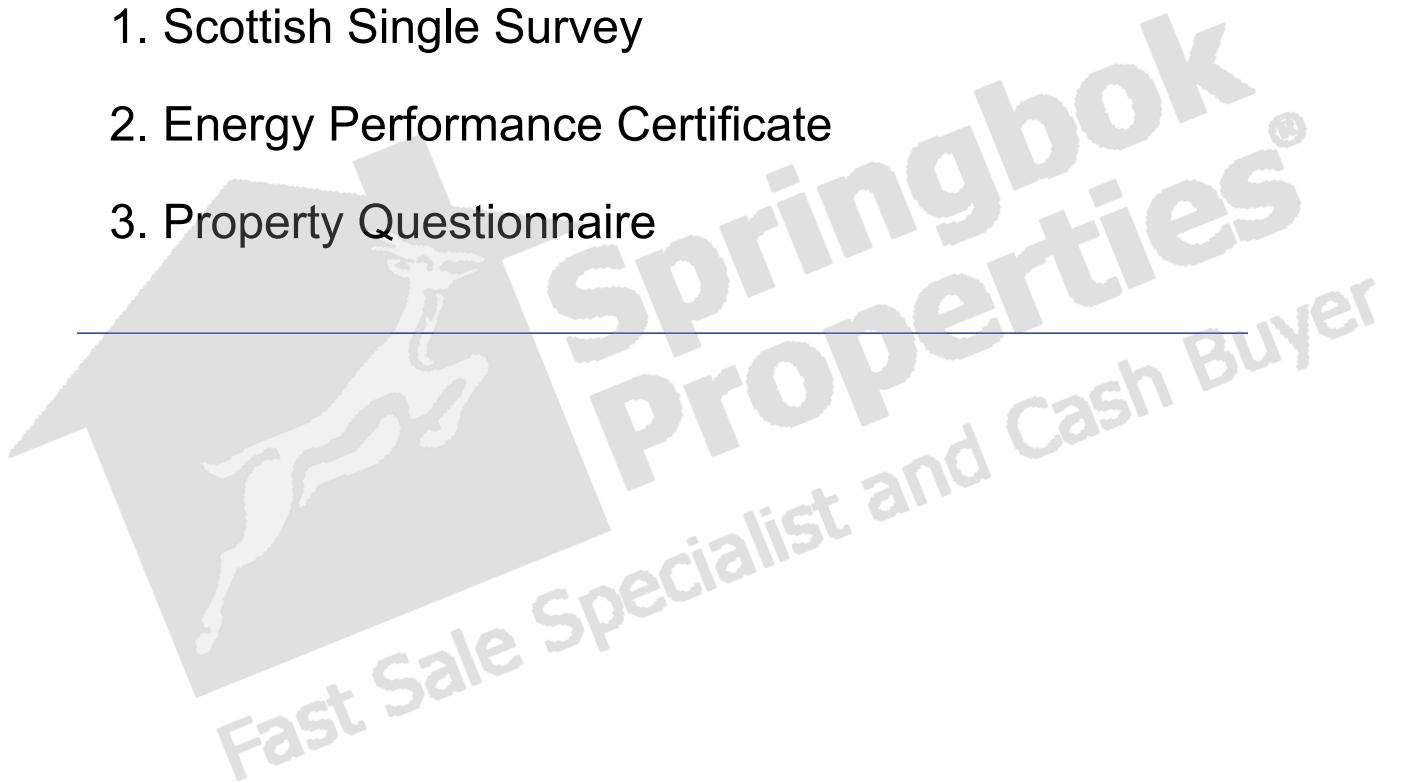 1. Scottish Single Survey
2. Energy Performance Certificate
3. Property Questionnaire
Springbok
Properties®
Fast Sale Specialist and Cash Buyer